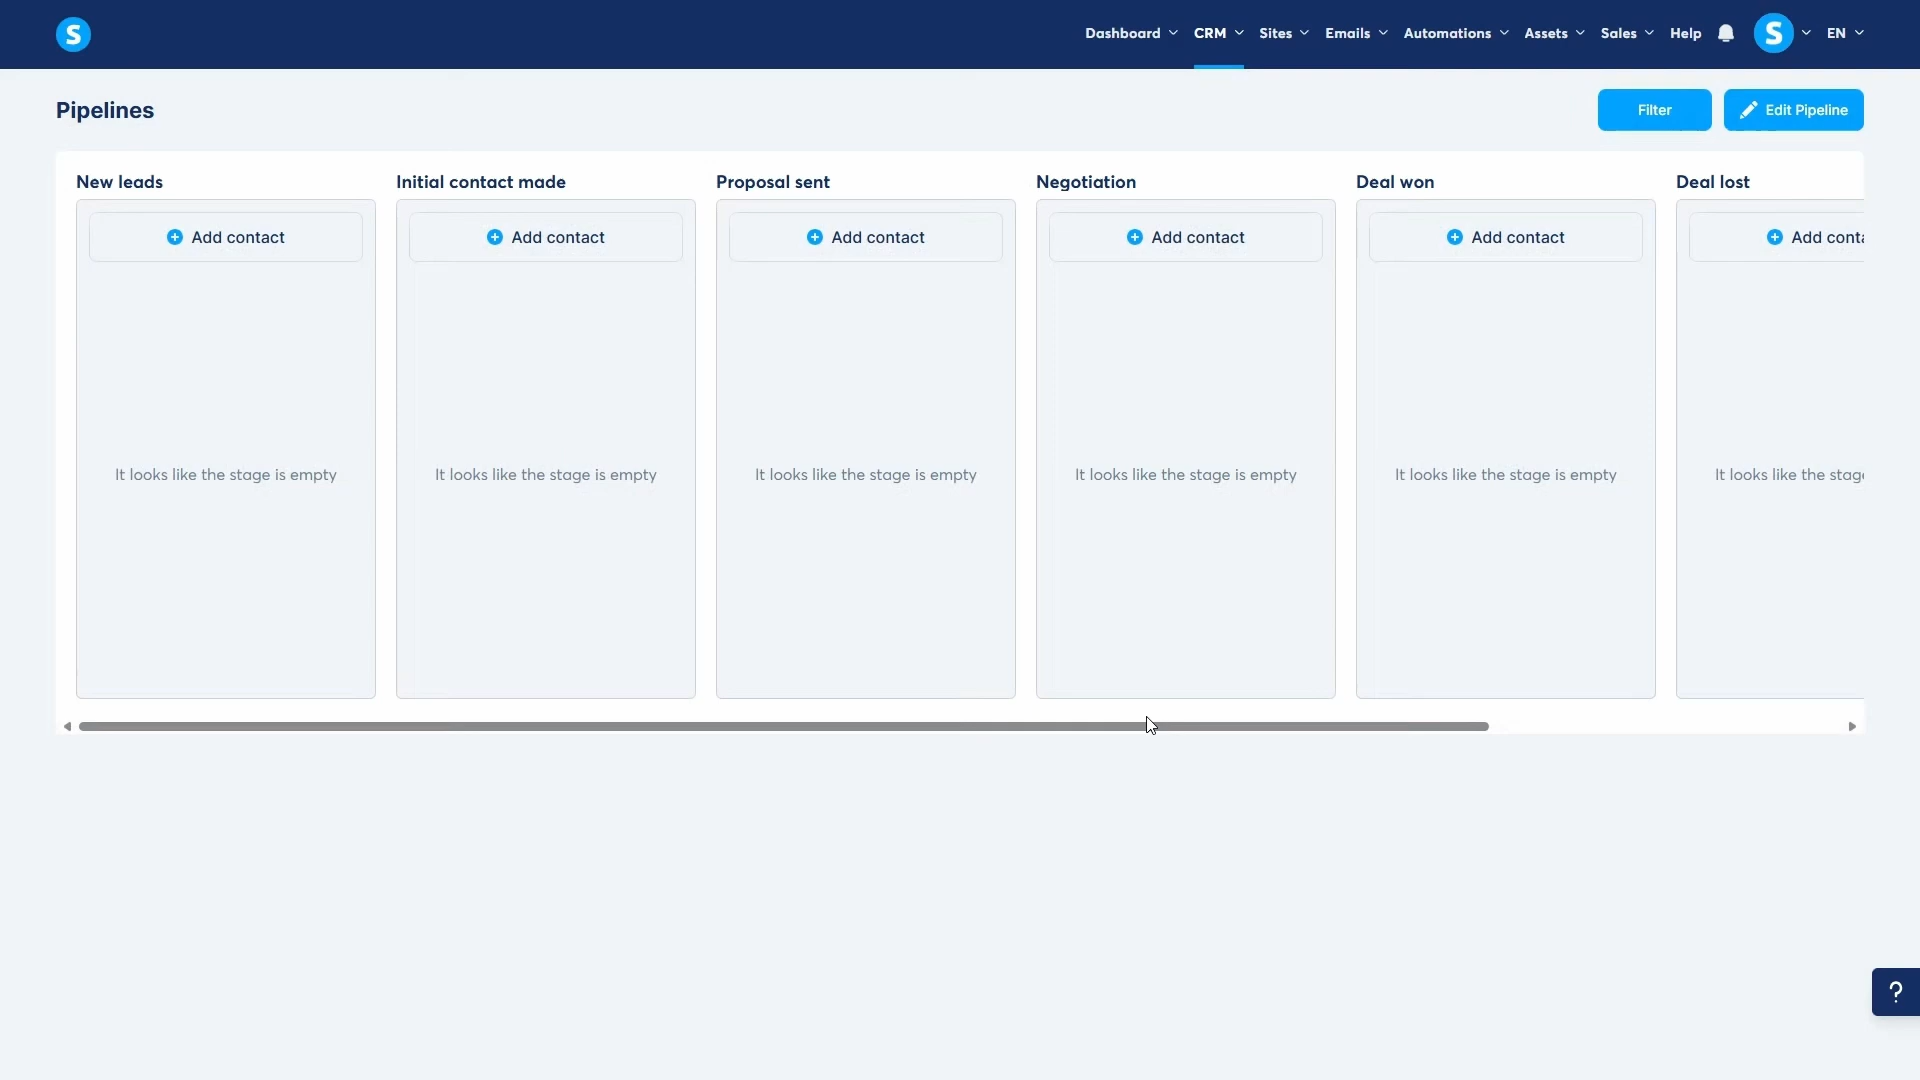 S
Dashboard CRM Sites Emails Automations Assets Sales Help S EN
Pipelines
Filter Edit Pipeline
New leads Initial contact made Proposal sent Negotiation Deal won Deal lost
Add contact Add contact Add contact Add contact Add contact Add conta
It looks like the stage is empty It looks like the stage is empty It looks like the stage is empty It looks like the stage is empty It looks like the stage is empty It looks like the stage
?